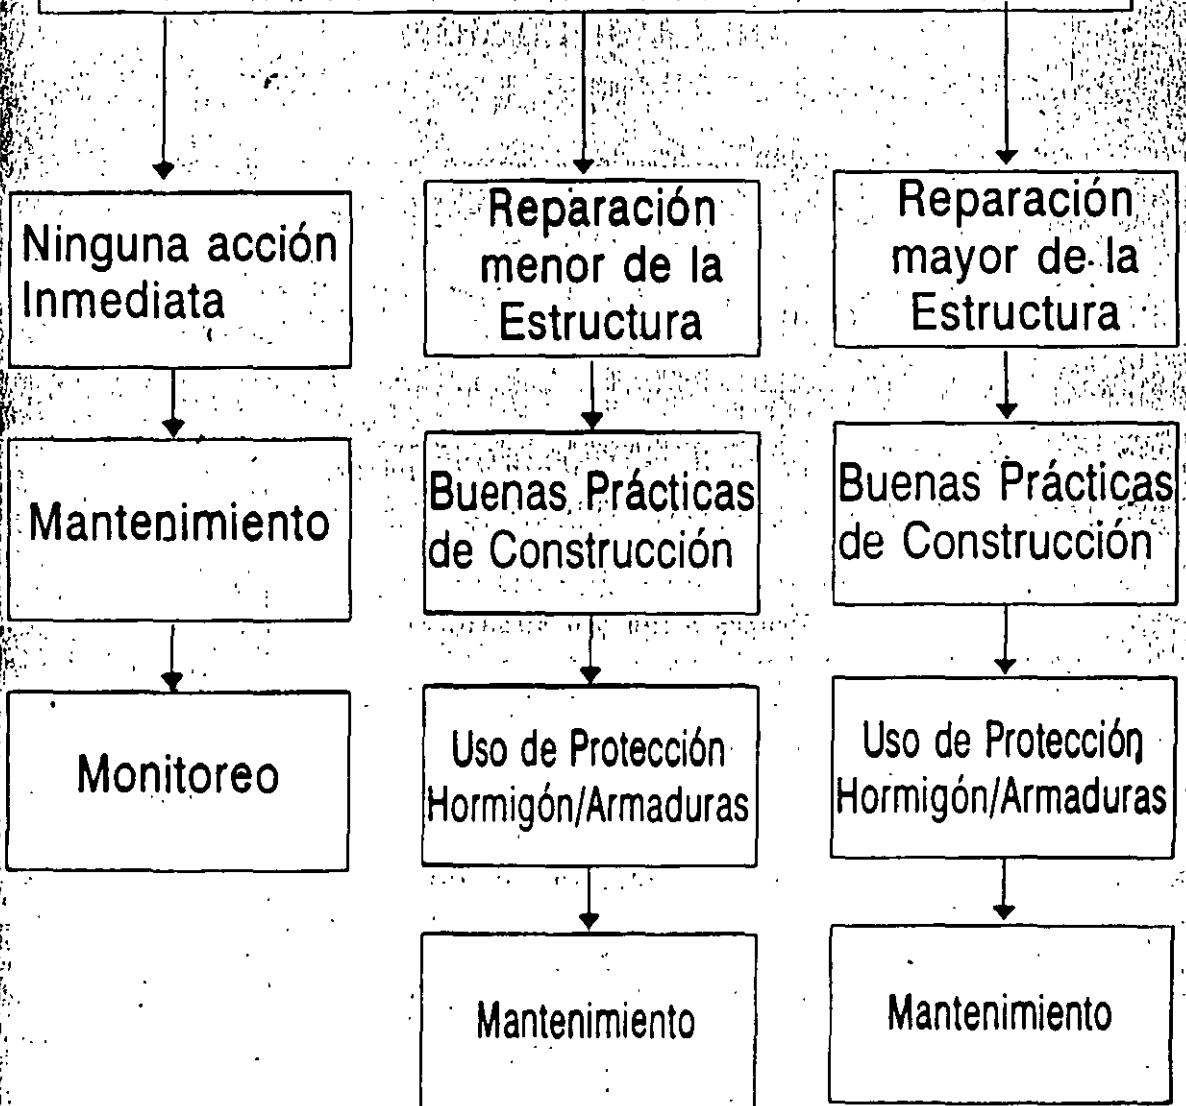 Ninguna acción
Inmediata
Mantenimiento
Monitoreo
Reparación
menor de la
Estructura
Buenas Prácticas
de Construcción
Uso de Protección
Hormigón/Armaduras
Mantenimiento
Reparación
mayor de la
Estructura
Buenas Prácticas
de Construcción
Uso de Protección
Hormigón/Armaduras
Mantenimiento